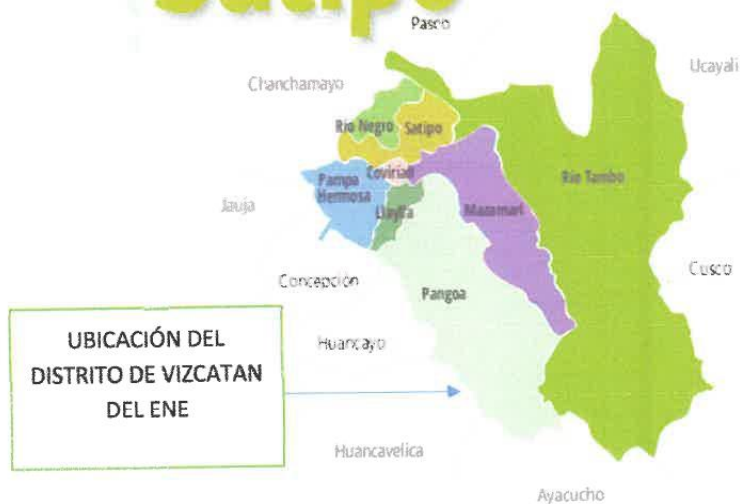 Satipo
Pasco
Ucayali
Chanchamayo
Rio Negro
Satipo
Coviriali
Pampa
Hermosa
Llaylla
Mazamari
Rio Tambo
Jauja
Concepción
Cusco
Pangoa
UBICACIÓN DEL
DISTRITO DE VIZCATAN
DEL ENE
Huancayo
Huancavelica
Ayacucho